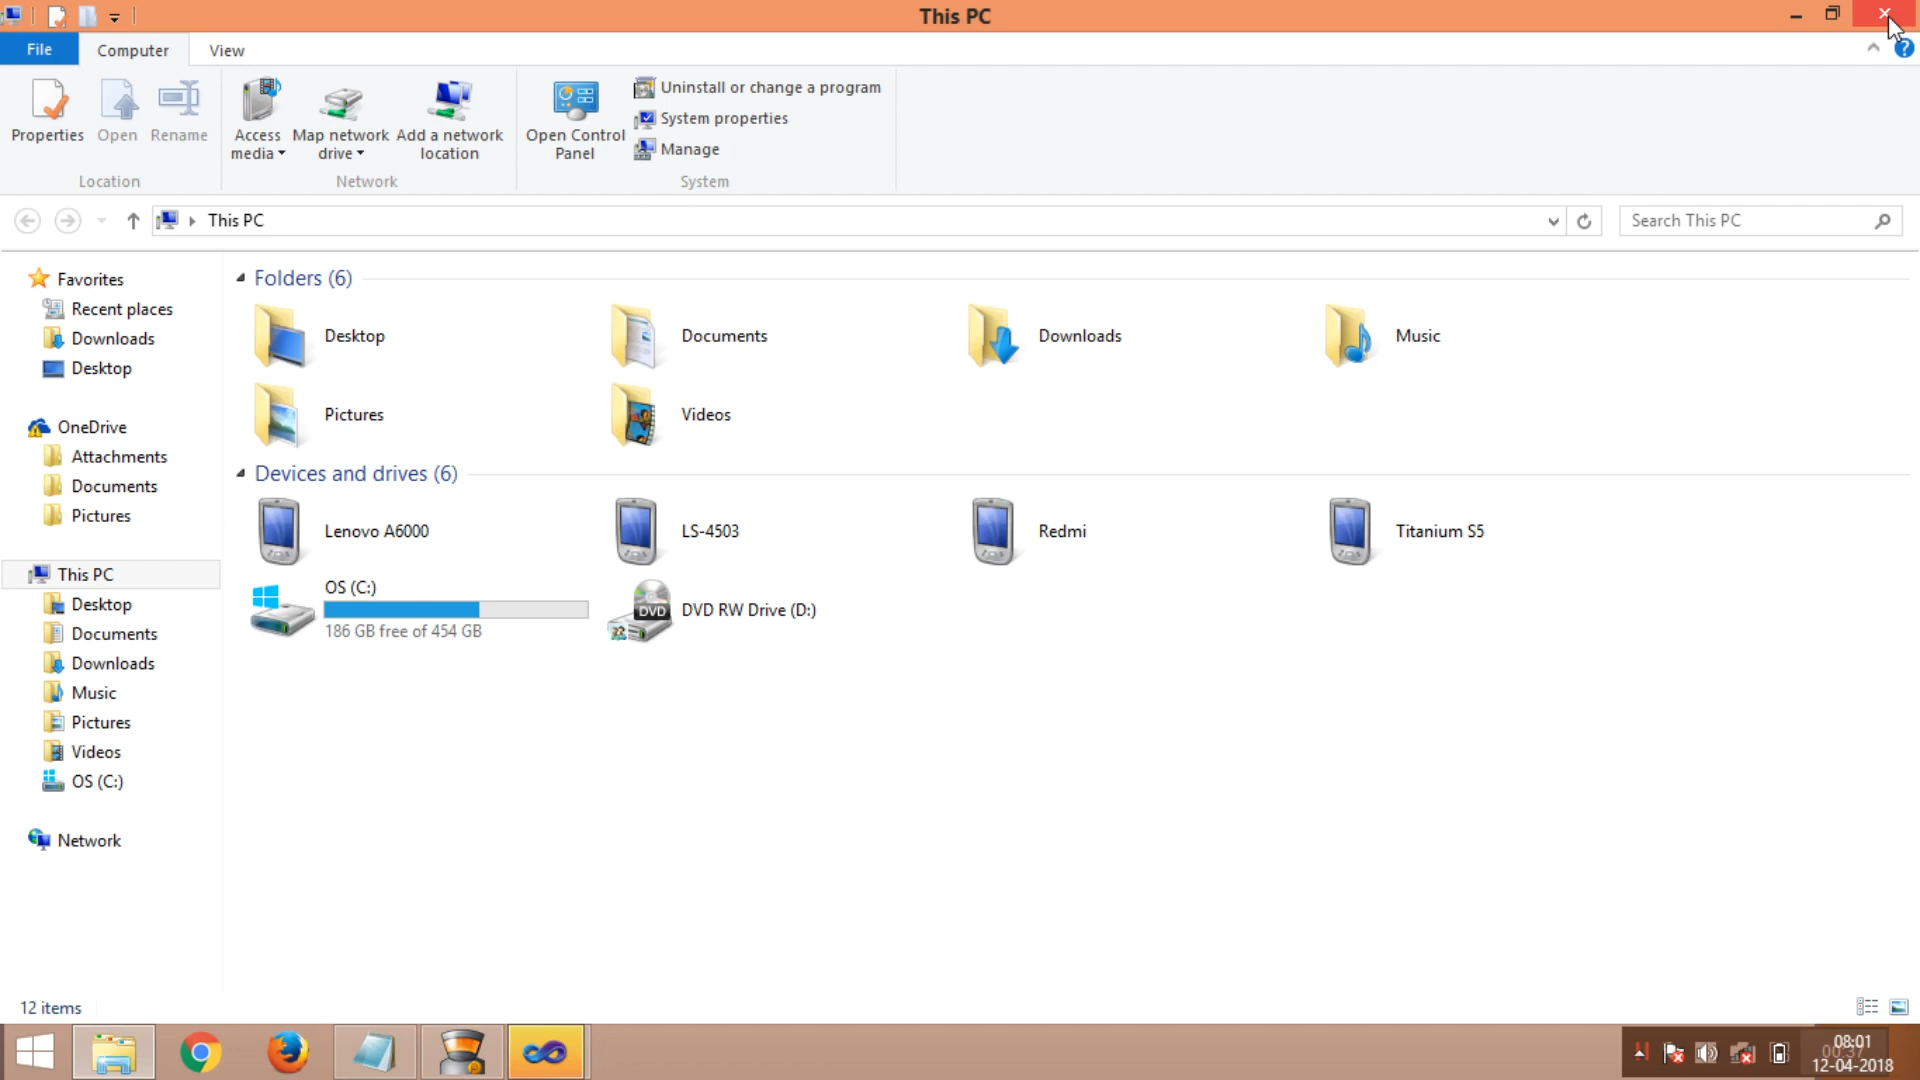 This PC
File
Computer
View
Properties
Open
Rename
Access
media
Map network
drive
Add a network
location
Open Control
Panel
Uninstall or change a program
System properties
Manage
Location
Network
System
This PC
Search This PC
Favorites
Recent places
Downloads
Desktop
OneDrive
Attachments
Documents
Pictures
This PC
Desktop
Documents
Downloads
Music
Pictures
Videos
OS (C:)
Network
Folders (6)
Desktop
Documents
Downloads
Music
Pictures
Videos
Devices and drives (6)
Lenovo A6000
LS-4503
Redmi
Titanium S5
OS (C:)
186 GB free of 454 GB
DVD
DVD RW Drive (D:)
12 items
08:01
00:37
12-04-2018